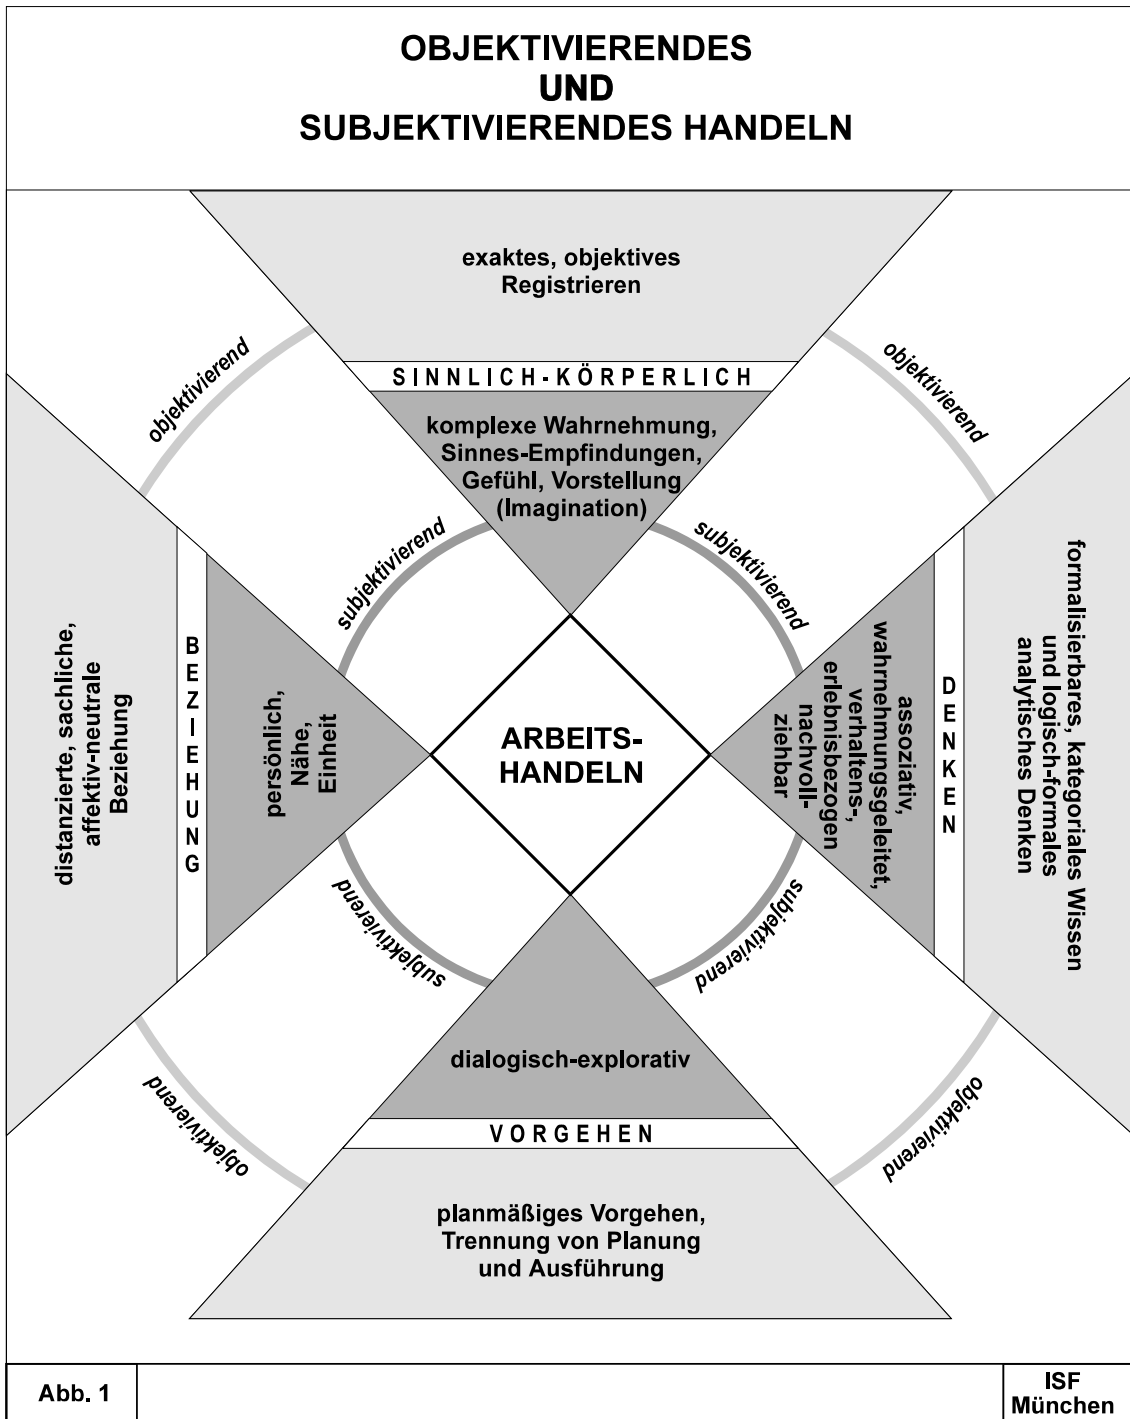 OBJEKTIVIERENDES
UND
SUBJEKTIVIERENDES HANDELN
exaktes, objektives
Registrieren
SINNLICH-KÖRPERLICH
komplexe Wahrnehmung,
Sinnes-Empfindungen,
Gefühl, Vorstellung
(Imagination)
objektivierend
objektivierend
subjektivierend
subjektivierend
distanzierte, sachliche,
affektiv-neutrale
Beziehung
BEZIEHUNG
persönlich,
Nähe,
Einheit
ARBEITS-
HANDELN
assoziativ,
wahrnehmungsgeleitet,
verhaltens-,
erlebnisbezogen
nachvoll-
ziehbar
DENKEN
formalisierbares, kategoriales Wissen
und logisch-formales
analytisches Denken
subjektivierend
subjektivierend
objektivierend
objektivierend
dialogisch-explorativ
VORGEHEN
planmäßiges Vorgehen,
Trennung von Planung
und Ausführung
Abb. 1
ISF
München